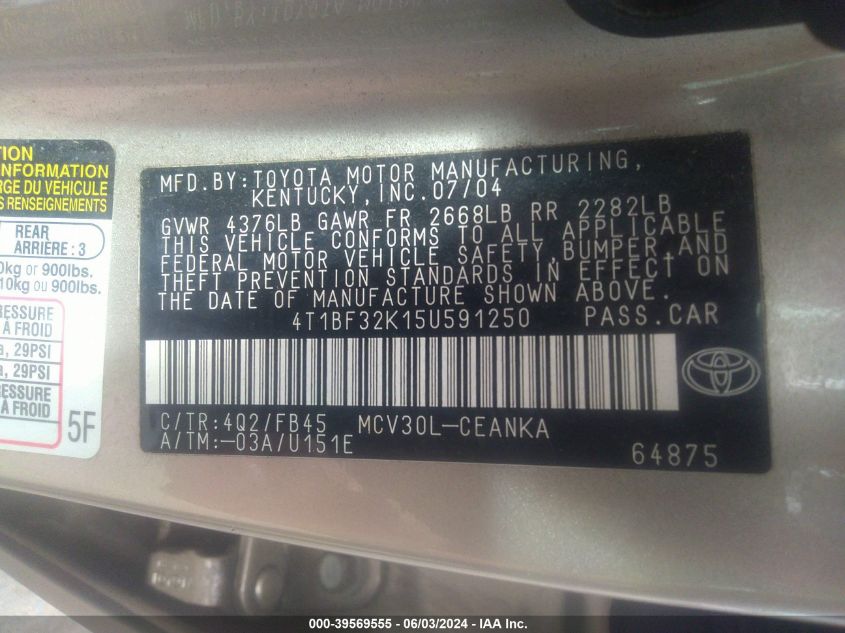 TION
INFORMATION
RGE DU VEHICULE
S RENSEIGNEMENTS
REAR
ARRIÈRE : 3
0kg or 900lbs.
10kg ou 900lbs.
RESSURE
À FROID
a, 29PSI
a, 29PSI
RESSURE
À FROID
5F
MFD.BY:TOYOTA MOTOR MANUFACTURING,
KENTUCKY,INC.07/04
GVWR 4376LB GAWR FR 2668LB RR 2282LB
THIS VEHICLE CONFORMS TO ALL APPLICABLE
FEDERAL MOTOR VEHICLE SAFETY,BUMPER,AND
THEFT PREVENTION STANDARDS IN EFFECT ON
THE DATE OF MANUFACTURE SHOWN ABOVE.
4T1BF32K15U591250 PASS.CAR
C/TR:4Q2/FB45 MCV30L-CEANKA
A/TM:-03A/U151E
64875
000-39569555 - 06/03/2024 - IAA Inc.